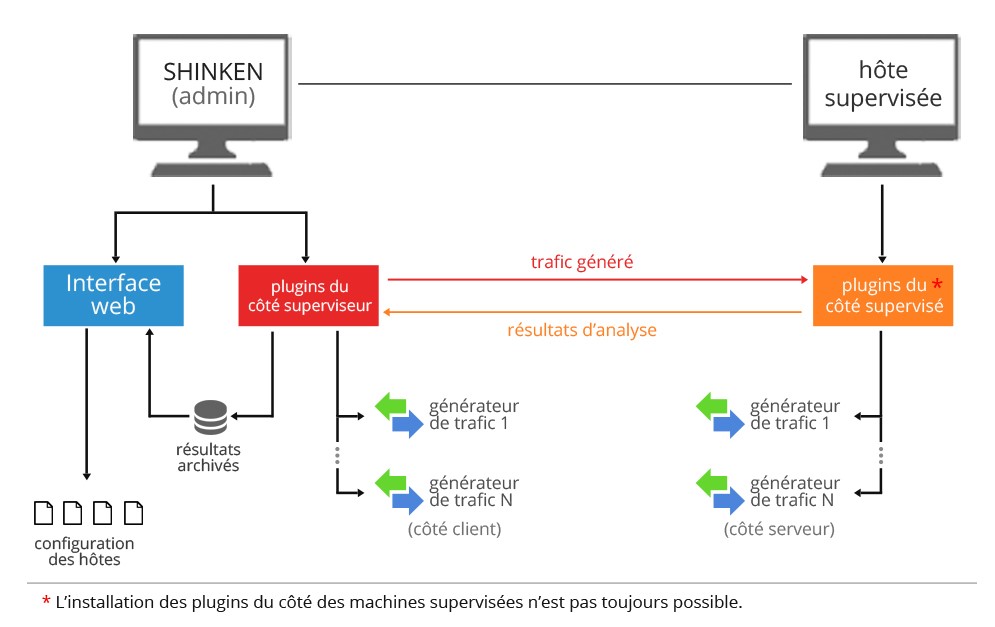 SHINKEN
(admin)
hôte
supervisée
Interface
web
plugins du
côté superviseur
trafic généré
résultats d’analyse
plugins du *
côté supervisé
résultats
archivés
générateur
de trafic 1
générateur
de trafic N
(côté client)
générateur
de trafic 1
générateur
de trafic N
(côté serveur)
configuration
des hôtes
* L’installation des plugins du côté des machines supervisées n’est pas toujours possible.